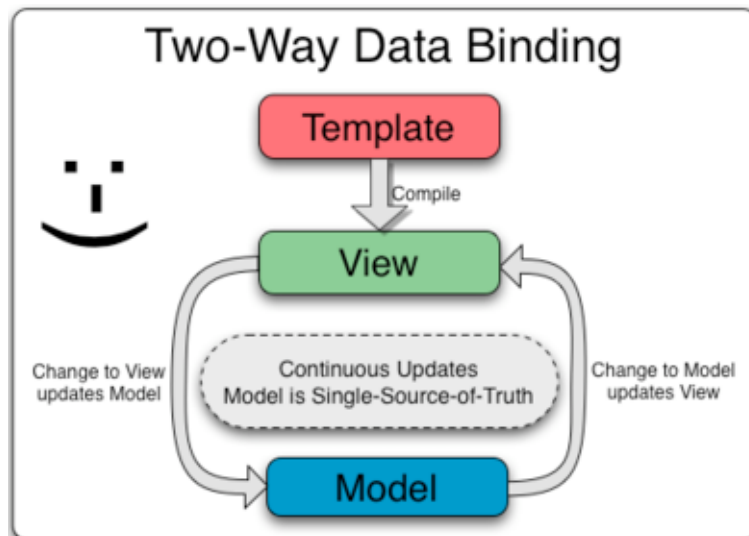 Two-Way Data Binding
Template
Compile
View
Change to View
updates Model
Continuous Updates
Model is Single-Source-of-Truth
Change to Model
updates View
Model